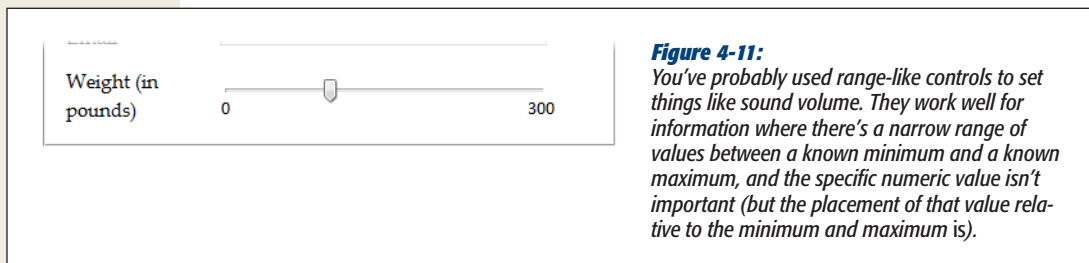 Weight (in
pounds)
0
300
Figure 4-11:
You’ve probably used range-like controls to set
things like sound volume. They work well for
information where there’s a narrow range of
values between a known minimum and a known
maximum, and the specific numeric value isn’t
important (but the placement of that value rela-
tive to the minimum and maximum is).